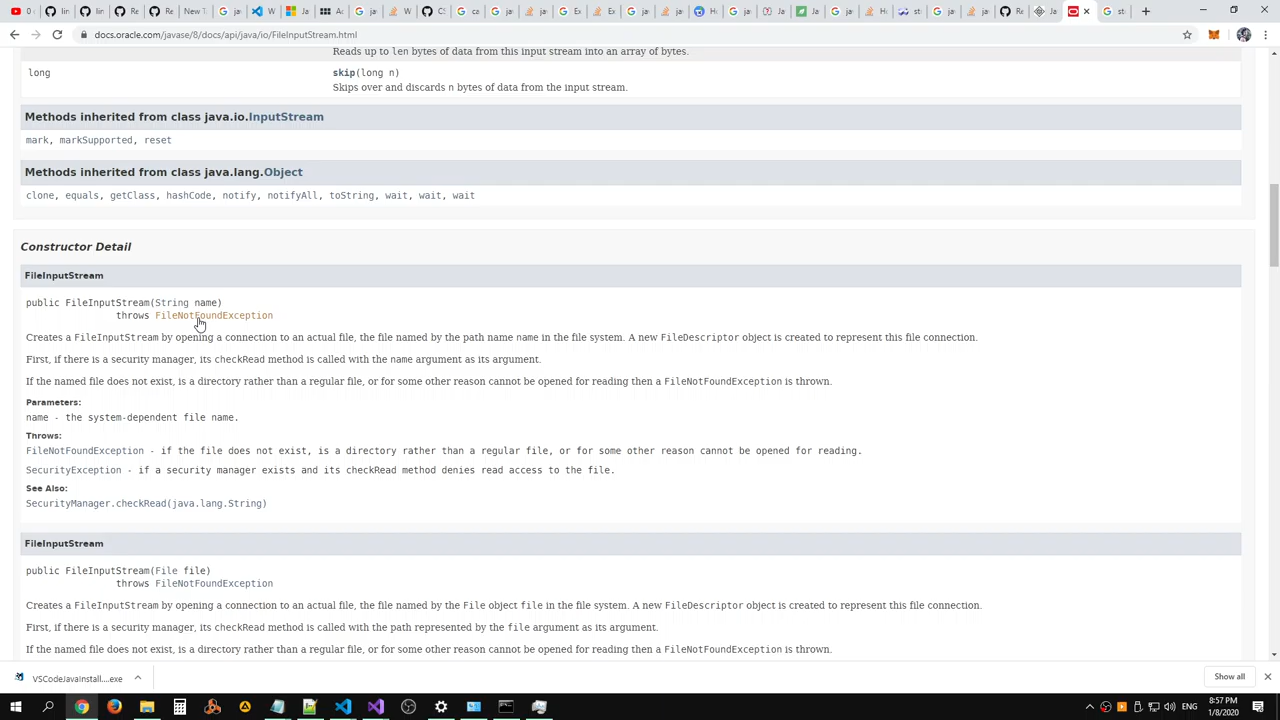 docs.oracle.com/javase/8/docs/api/java/io/FileInputStream.html
Reads up to len bytes of data from this input stream into an array of bytes.
long skip(long n)
Skips over and discards n bytes of data from the input stream.
Methods inherited from class java.io.InputStream
mark, markSupported, reset
Methods inherited from class java.lang.Object
clone, equals, getClass, hashCode, notify, notifyAll, toString, wait, wait, wait
Constructor Detail
FileInputStream
public FileInputStream(String name)
throws FileNotFoundException
Creates a FileInputStream by opening a connection to an actual file, the file named by the path name name in the file system. A new FileDescriptor object is created to represent this file connection.
First, if there is a security manager, its checkRead method is called with the name argument as its argument.
If the named file does not exist, is a directory rather than a regular file, or for some other reason cannot be opened for reading then a FileNotFoundException is thrown.
Parameters:
name - the system-dependent file name.
Throws:
FileNotFoundException - if the file does not exist, is a directory rather than a regular file, or for some other reason cannot be opened for reading.
SecurityException - if a security manager exists and its checkRead method denies read access to the file.
See Also:
SecurityManager.checkRead(java.lang.String)
FileInputStream
public FileInputStream(File file)
throws FileNotFoundException
Creates a FileInputStream by opening a connection to an actual file, the file named by the File object file in the file system. A new FileDescriptor object is created to represent this file connection.
First, if there is a security manager, its checkRead method is called with the path represented by the file argument as its argument.
If the named file does not exist, is a directory rather than a regular file, or for some other reason cannot be opened for reading then a FileNotFoundException is thrown.
VSCodeJavaInstall....exe
Show all
ENG
8:57 PM
1/8/2020